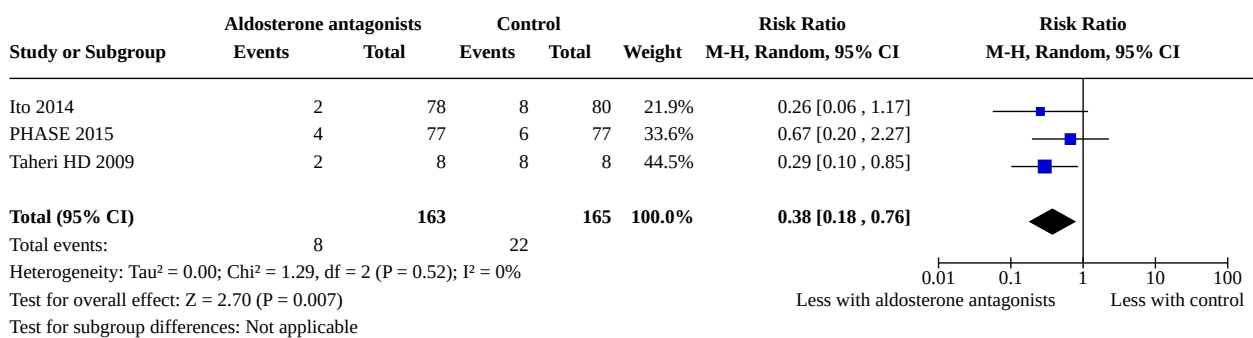 Aldosterone antagonists Control Risk Ratio Risk Ratio
Study or Subgroup Events Total Events Total Weight M-H, Random, 95% CI M-H, Random, 95% CI
Ito 2014 2 78 8 80 21.9% 0.26 [0.06 , 1.17]
PHASE 2015 4 77 6 77 33.6% 0.67 [0.20 , 2.27]
Taheri HD 2009 2 8 8 8 44.5% 0.29 [0.10 , 0.85]
Total (95% CI) 163 165 100.0% 0.38 [0.18 , 0.76]
Total events: 8 22
Heterogeneity: Tau² = 0.00; Chi² = 1.29, df = 2 (P = 0.52); I² = 0%
Test for overall effect: Z = 2.70 (P = 0.007)
Test for subgroup differences: Not applicable
0.01 0.1 1 10 100
Less with aldosterone antagonists Less with control